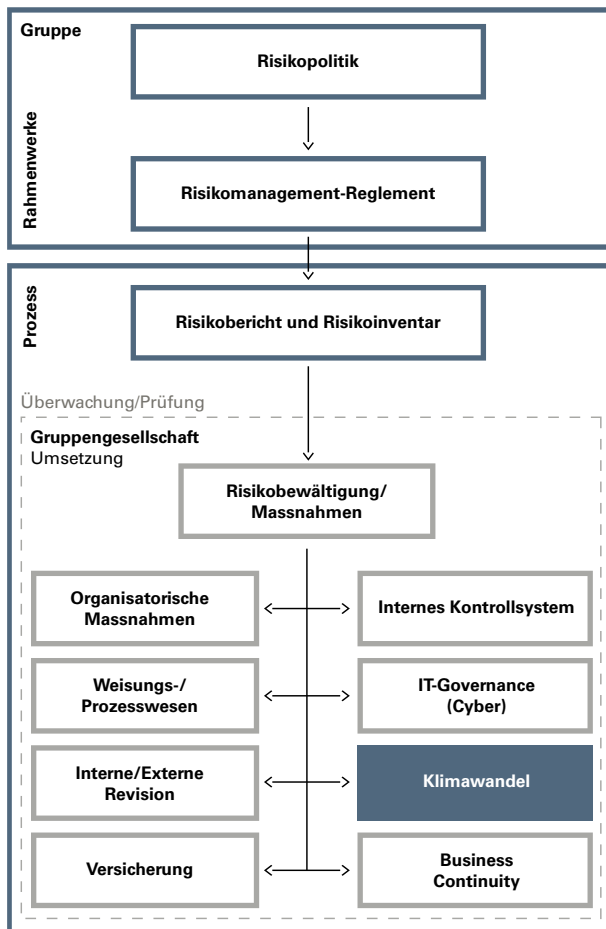 Gruppe
Risikopolitik
Rahmenwerke
Risikomanagement-Reglement
Prozess
Risikobericht und Risikoinventar
Überwachung/Prüfung
Gruppengesellschaft
Umsetzung
Risikobewältigung/
Massnahmen
Organisatorische
Massnahmen
Internes Kontrollsystem
Weisungs-/
Prozesswesen
IT-Governance
(Cyber)
Interne/Externe
Revision
Klimawandel
Versicherung
Business
Continuity